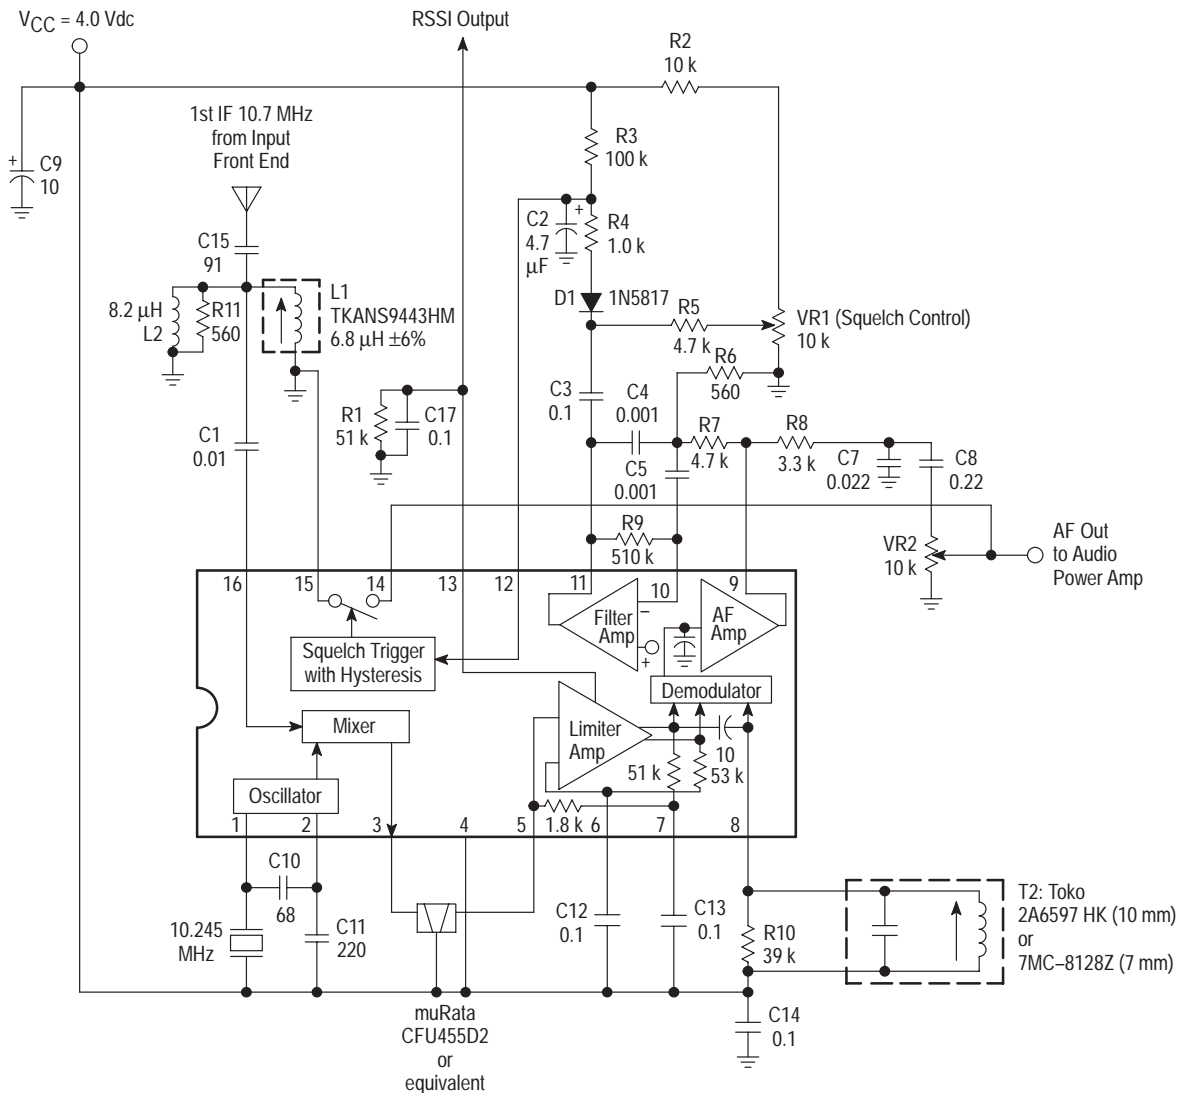 V_CC = 4.0 Vdc
RSSI Output
R2
10 k
1st IF 10.7 MHz
from Input
Front End
R3
100 k
+
C9
10
C2
4.7
µF
+
R4
1.0 k
C15
91
8.2 µH
L2
R11
560
L1
TKANS9443HM
6.8 µH ±6%
D1
1N5817
R5
4.7 k
VR1 (Squelch Control)
10 k
R6
560
C3
0.1
C4
0.001
R1
51 k
C17
0.1
C1
0.01
R7
4.7 k
R8
3.3 k
C5
0.001
C7
0.022
C8
0.22
R9
510 k
VR2
10 k
AF Out
to Audio
Power Amp
16
15
14
13
12
11
10
9
Filter
Amp
−
+
AF
Amp
Squelch Trigger
with Hysteresis
Demodulator
Mixer
Limiter
Amp
10
51 k
53 k
Oscillator
1.8 k
1
2
3
4
5
6
7
8
C10
68
10.245
MHz
C11
220
C12
0.1
C13
0.1
R10
39 k
T2: Toko
2A6597 HK (10 mm)
or
7MC–8128Z (7 mm)
muRata
CFU455D2
or
equivalent
C14
0.1